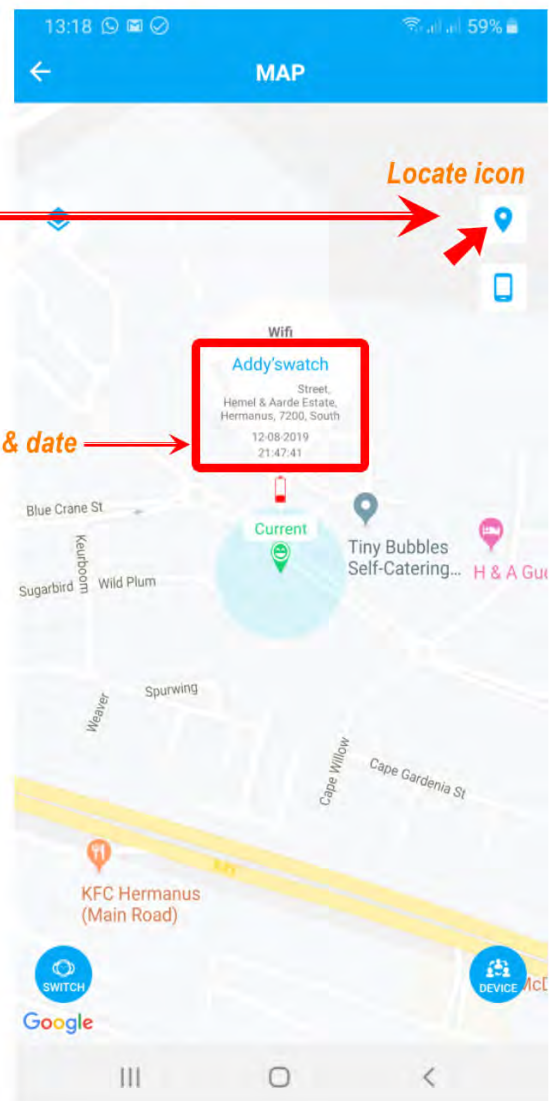 13:18 59%
MAP
Locate icon
Wifi
Addy'swatch
Street,
Hemel & Aarde Estate,
Hermanus, 7200, South
12-08-2019
21:47:41
& date
Blue Crane St
Current
Keurboom
Tiny Bubbles
Self-Catering...
H & A Gue
Sugarbird
Wild Plum
Spurwing
Weaver
Cape Willow
Cape Gardenia St
KFC Hermanus
(Main Road)
SWITCH
DEVICE
McD
Google